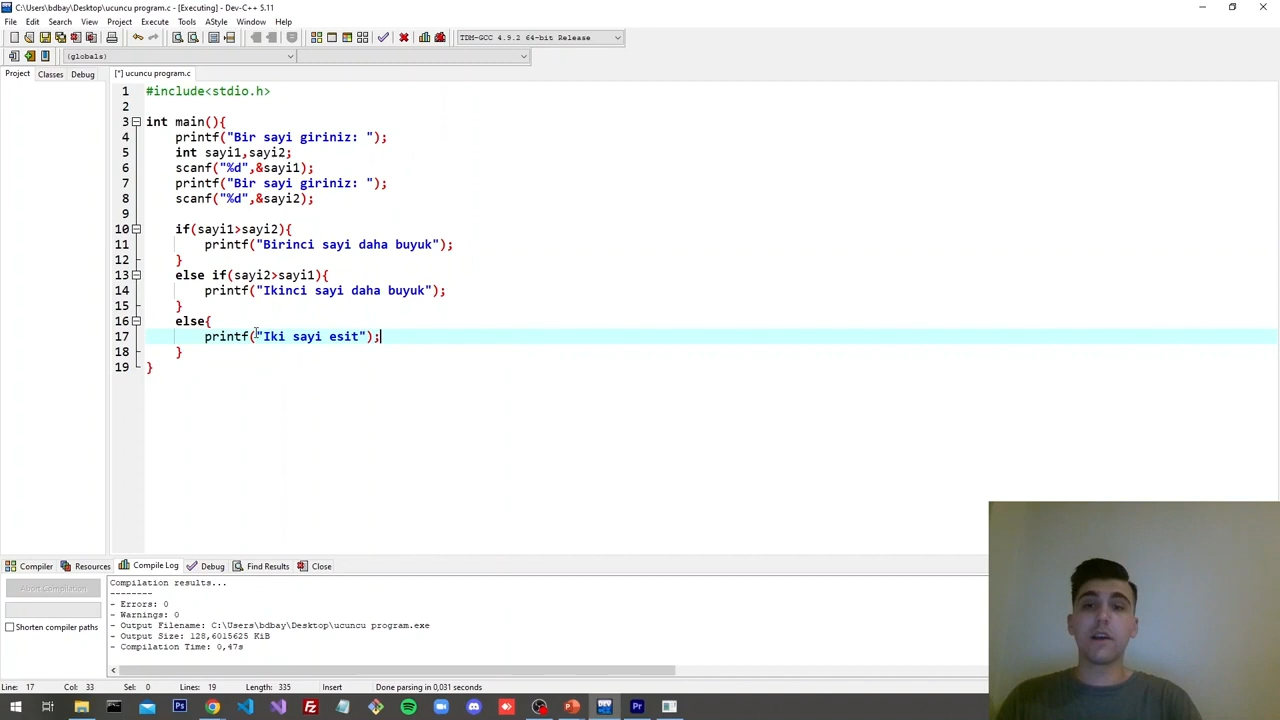 C:\Users\bdbay\Desktop\ucuncu program.c - [Executing] - Dev-C++ 5.11
File Edit Search View Project Execute Tools AStyle Window Help
TDM-GCC 4.9.2 64-bit Release
(globals)
Project Classes Debug
[*] ucuncu program.c
1 #include<stdio.h>
2
3 int main(){
4 printf("Bir sayi giriniz: ");
5 int sayi1,sayi2;
6 scanf("%d",&sayi1);
7 printf("Bir sayi giriniz: ");
8 scanf("%d",&sayi2);
9
10 if(sayi1>sayi2){
11 printf("Birinci sayi daha buyuk");
12 }
13 else if(sayi2>sayi1){
14 printf("Ikinci sayi daha buyuk");
15 }
16 else{
17 printf("Iki sayi esit");
18 }
19 }
Compiler Resources Compile Log Debug Find Results Close
Abort Compilation
Shorten compiler paths
Compilation results...
--------
- Errors: 0
- Warnings: 0
- Output Filename: C:\Users\bdbay\Desktop\ucuncu program.exe
- Output Size: 128,6015625 KiB
- Compilation Time: 0,47s
Line: 17 Col: 33 Sel: 0 Lines: 19 Length: 335 Insert Done parsing in 0,031 seconds